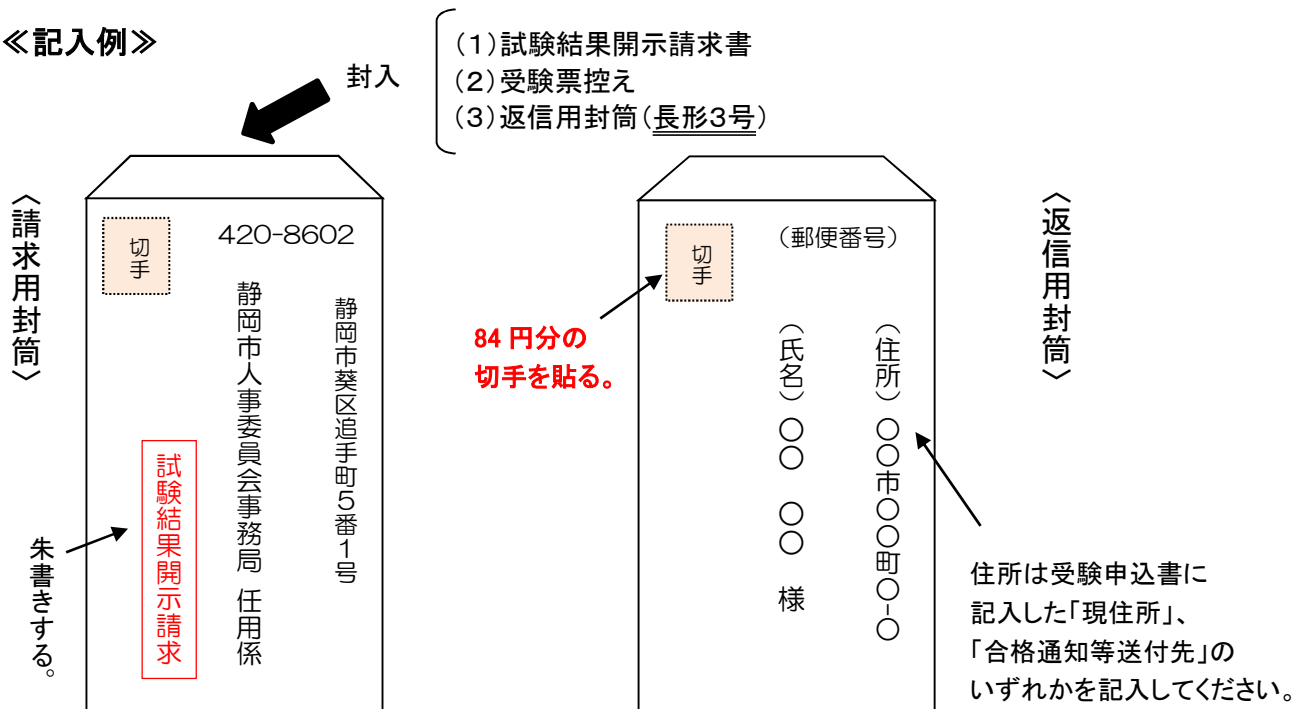 ≪記入例≫
封入
(1)試験結果開示請求書
(2)受験票控え
(3)返信用封筒(長形3号)
〈請求用封筒〉
切手
420-8602
静岡市葵区追手町5番1号
静岡市人事委員会事務局 任用係
試験結果開示請求
朱書きする。
〈返信用封筒〉
切手
(郵便番号)
84円分の
切手を貼る。
(住所)○○市○○町○-○
(氏名)○○ ○○ 様
住所は受験申込書に
記入した「現住所」、
「合格通知等送付先」の
いずれかを記入してください。